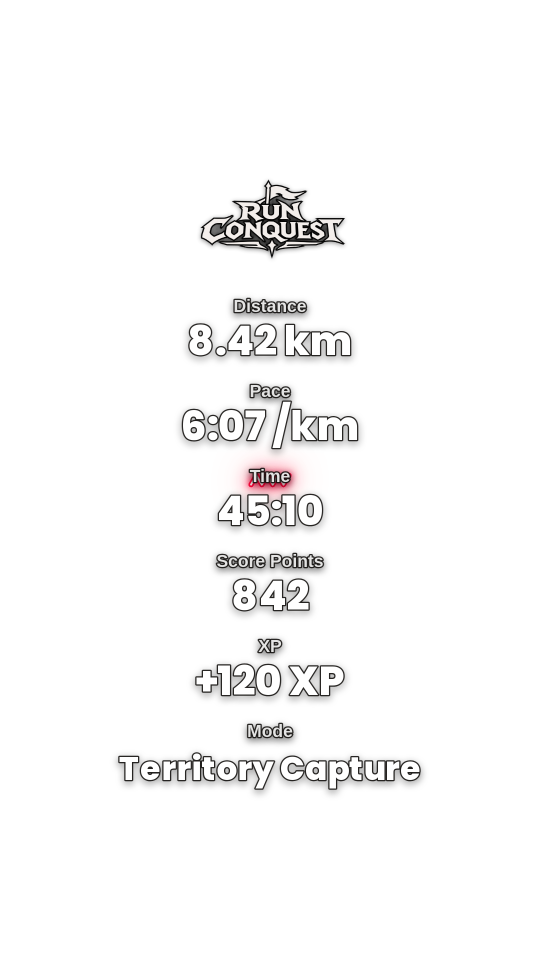 RUN
CONQUEST
Distance
8.42 km
Pace
6:07 /km
Time
45:10
Score Points
842
XP
+120 XP
Mode
Territory Capture